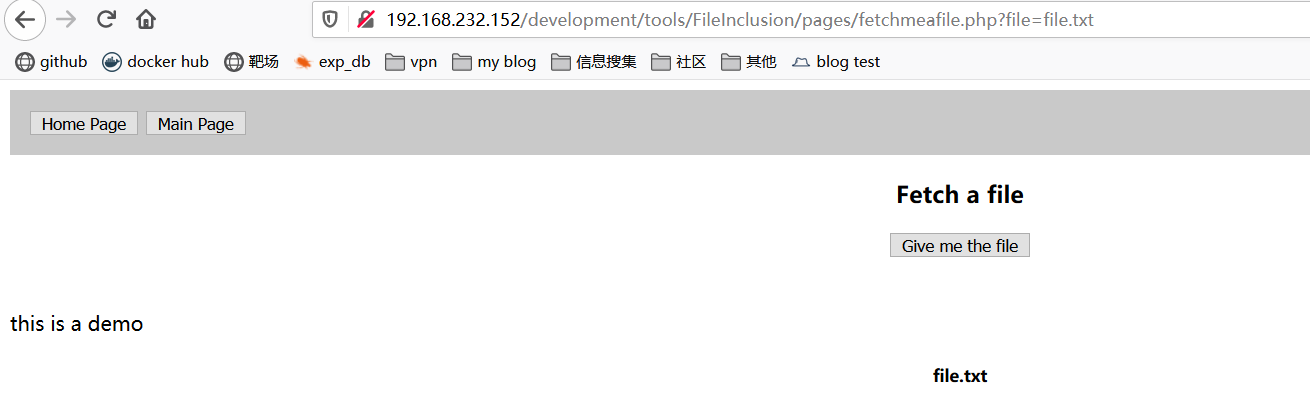 192.168.232.152/development/tools/FileInclusion/pages/fetchmeafile.php?file=file.txt
github docker hub 靶场 exp_db vpn my blog 信息搜集 社区 其他 blog test
Home Page Main Page
Fetch a file
Give me the file
this is a demo
file.txt